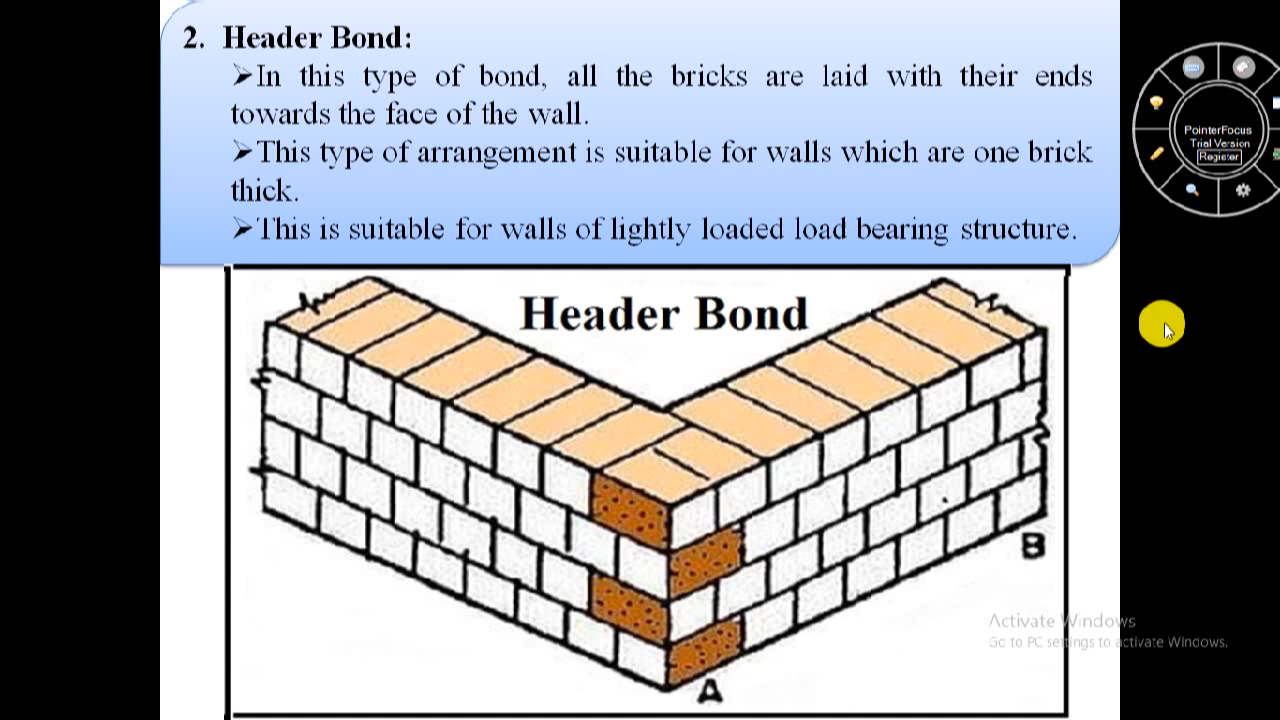 2. Header Bond:
➢In this type of bond, all the bricks are laid with their ends
towards the face of the wall.
➢This type of arrangement is suitable for walls which are one brick
thick.
➢This is suitable for walls of lightly loaded load bearing structure.
Header Bond
A
B
PointerFocus
Trial Version
Register
Activate Windows
Go to PC settings to activate Windows.